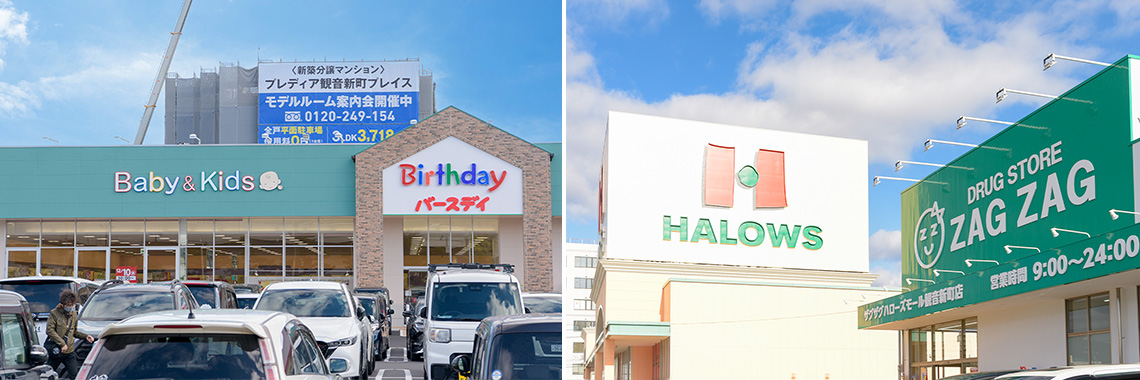 〈新築分譲マンション〉
プレディア観音新町プレイス
モデルルーム案内会開催中
0120-249-154
全戸平面駐車場
3LDK3,718
Baby & Kids
Birthday
バースデイ
H
HALOWS
DRUG STORE
ZAG ZAG
営業時間 9:00〜24:00
ザグザグハローズモール観音新町店